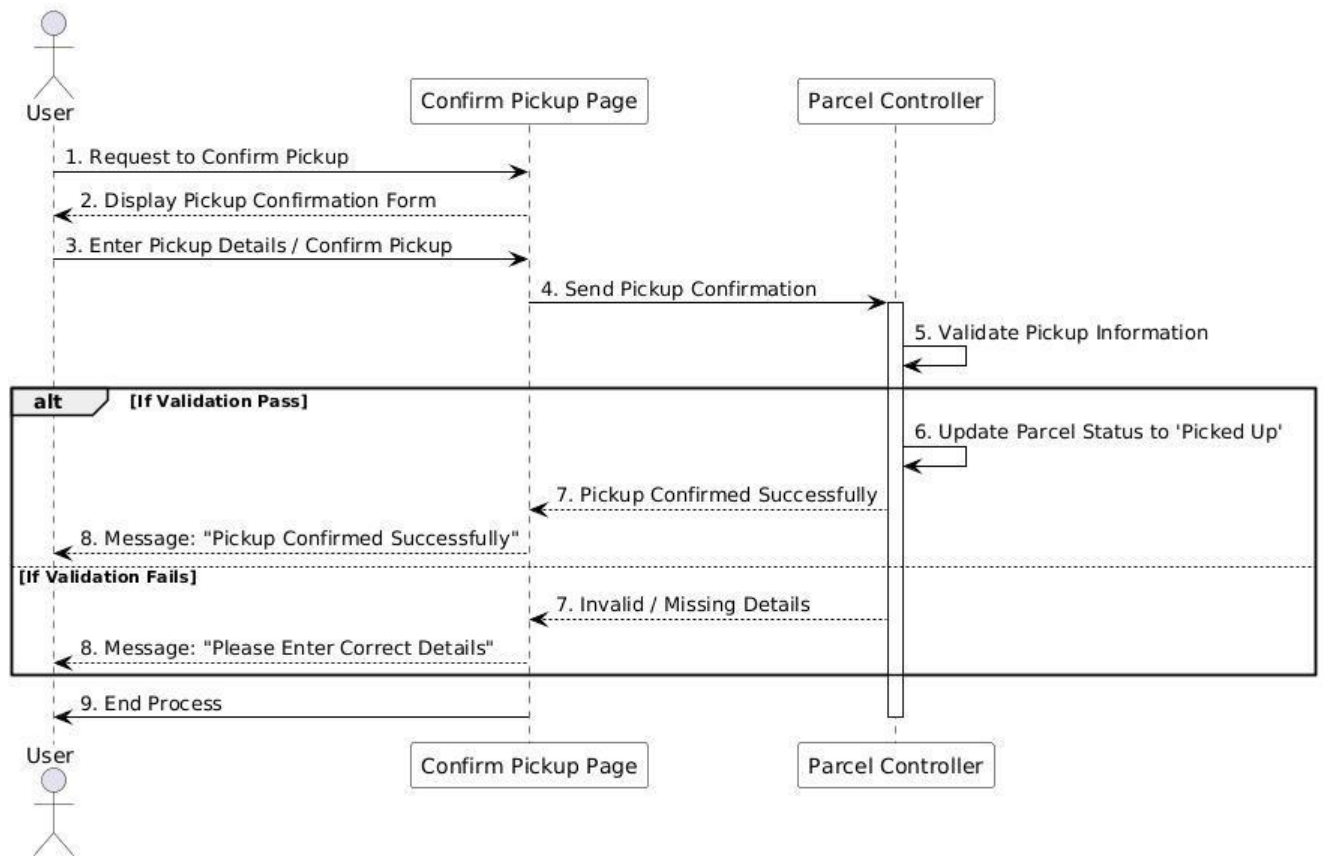 User
Confirm Pickup Page
Parcel Controller
1. Request to Confirm Pickup
2. Display Pickup Confirmation Form
3. Enter Pickup Details / Confirm Pickup
4. Send Pickup Confirmation
5. Validate Pickup Information
alt [If Validation Pass]
6. Update Parcel Status to 'Picked Up'
7. Pickup Confirmed Successfully
8. Message: "Pickup Confirmed Successfully"
[If Validation Fails]
7. Invalid / Missing Details
8. Message: "Please Enter Correct Details"
9. End Process
User
Confirm Pickup Page
Parcel Controller